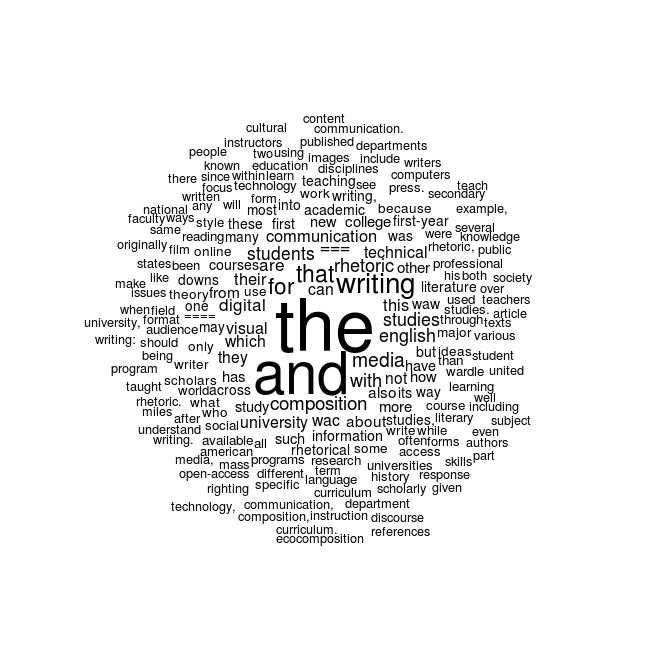 content
cultural communication.
instructors published departments
people two using images include writers
known education disciplines computers
there since within learn teaching see press. teach
focus technology work writing, secondary
written form
national any will most into academic because example,
faculty ways style these first new college first-year several
same reading many communication was were knowledge
originally film online students === technical rhetoric, public
states been courses are that rhetoric other professional
make like downs their for can writing literature his both society
issues theory from use over
when field one ==== the this waw used teachers
university, format studies through studies. article
audience may visual texts
writing: should which english major various
being only they and media but ideas student
program writer have than
scholars has with not how wardle united
taught world across also its way learning
rhetoric. what study composition more course including well
miles after who
understand social university wac about studies, literary subject
writing. available all such information write while even
american rhetorical some often forms authors
media, mass programs research universities access skills part
open-access different, term history response
righting specific language scholarly given
curriculum
technology, communication, department
composition, instruction discourse
curriculum. references
ecocomposition